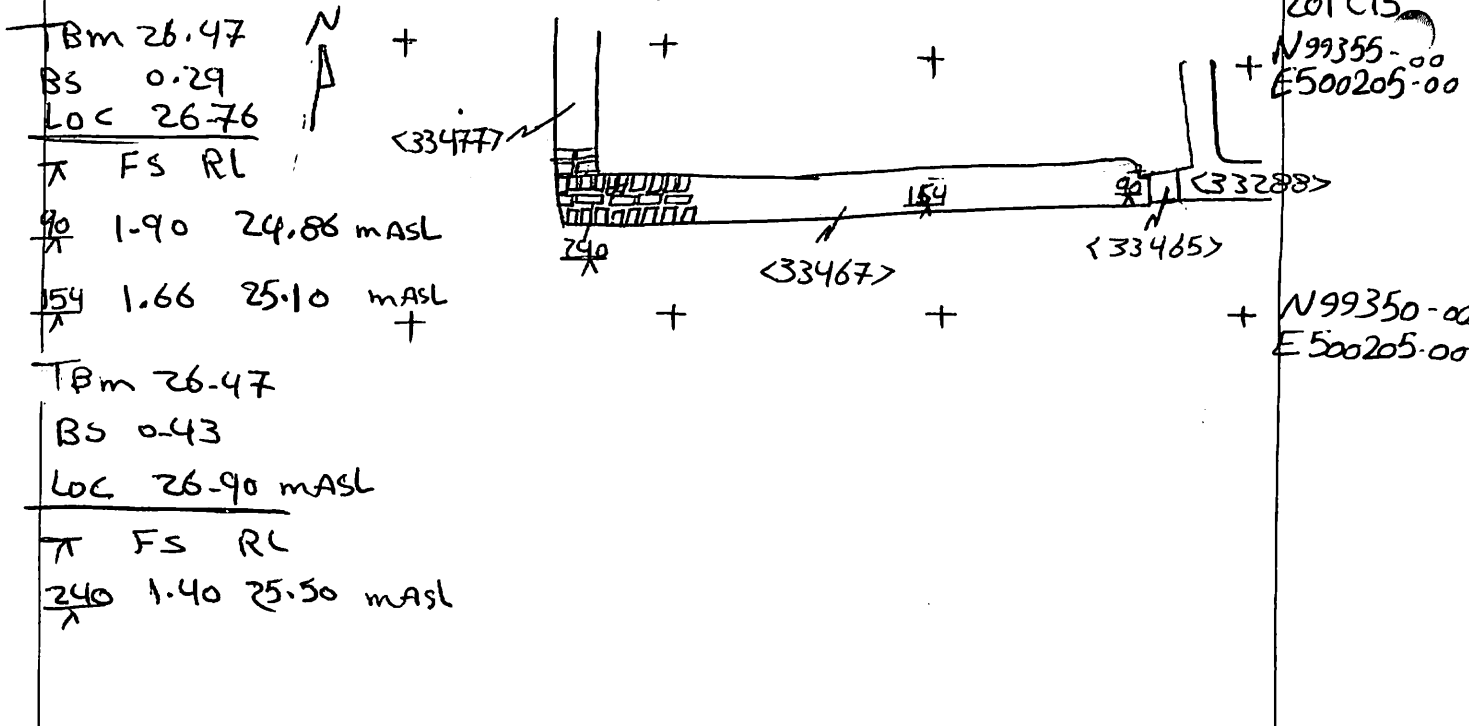 TBm 26.47
BS 0.29
LOC 26-76
π FS RL
90 1-90 24.86 mASL
154 1.66 25.10 mASL
TBm 26-47
BS 0-43
LOC 26-90 mASL
π FS RL
240 1.40 25.50 mASL
N
<33477>
240
<33467>
154
90
<33465>
<33288>
N99355-00
E500205-00
N99350-00
E500205.00